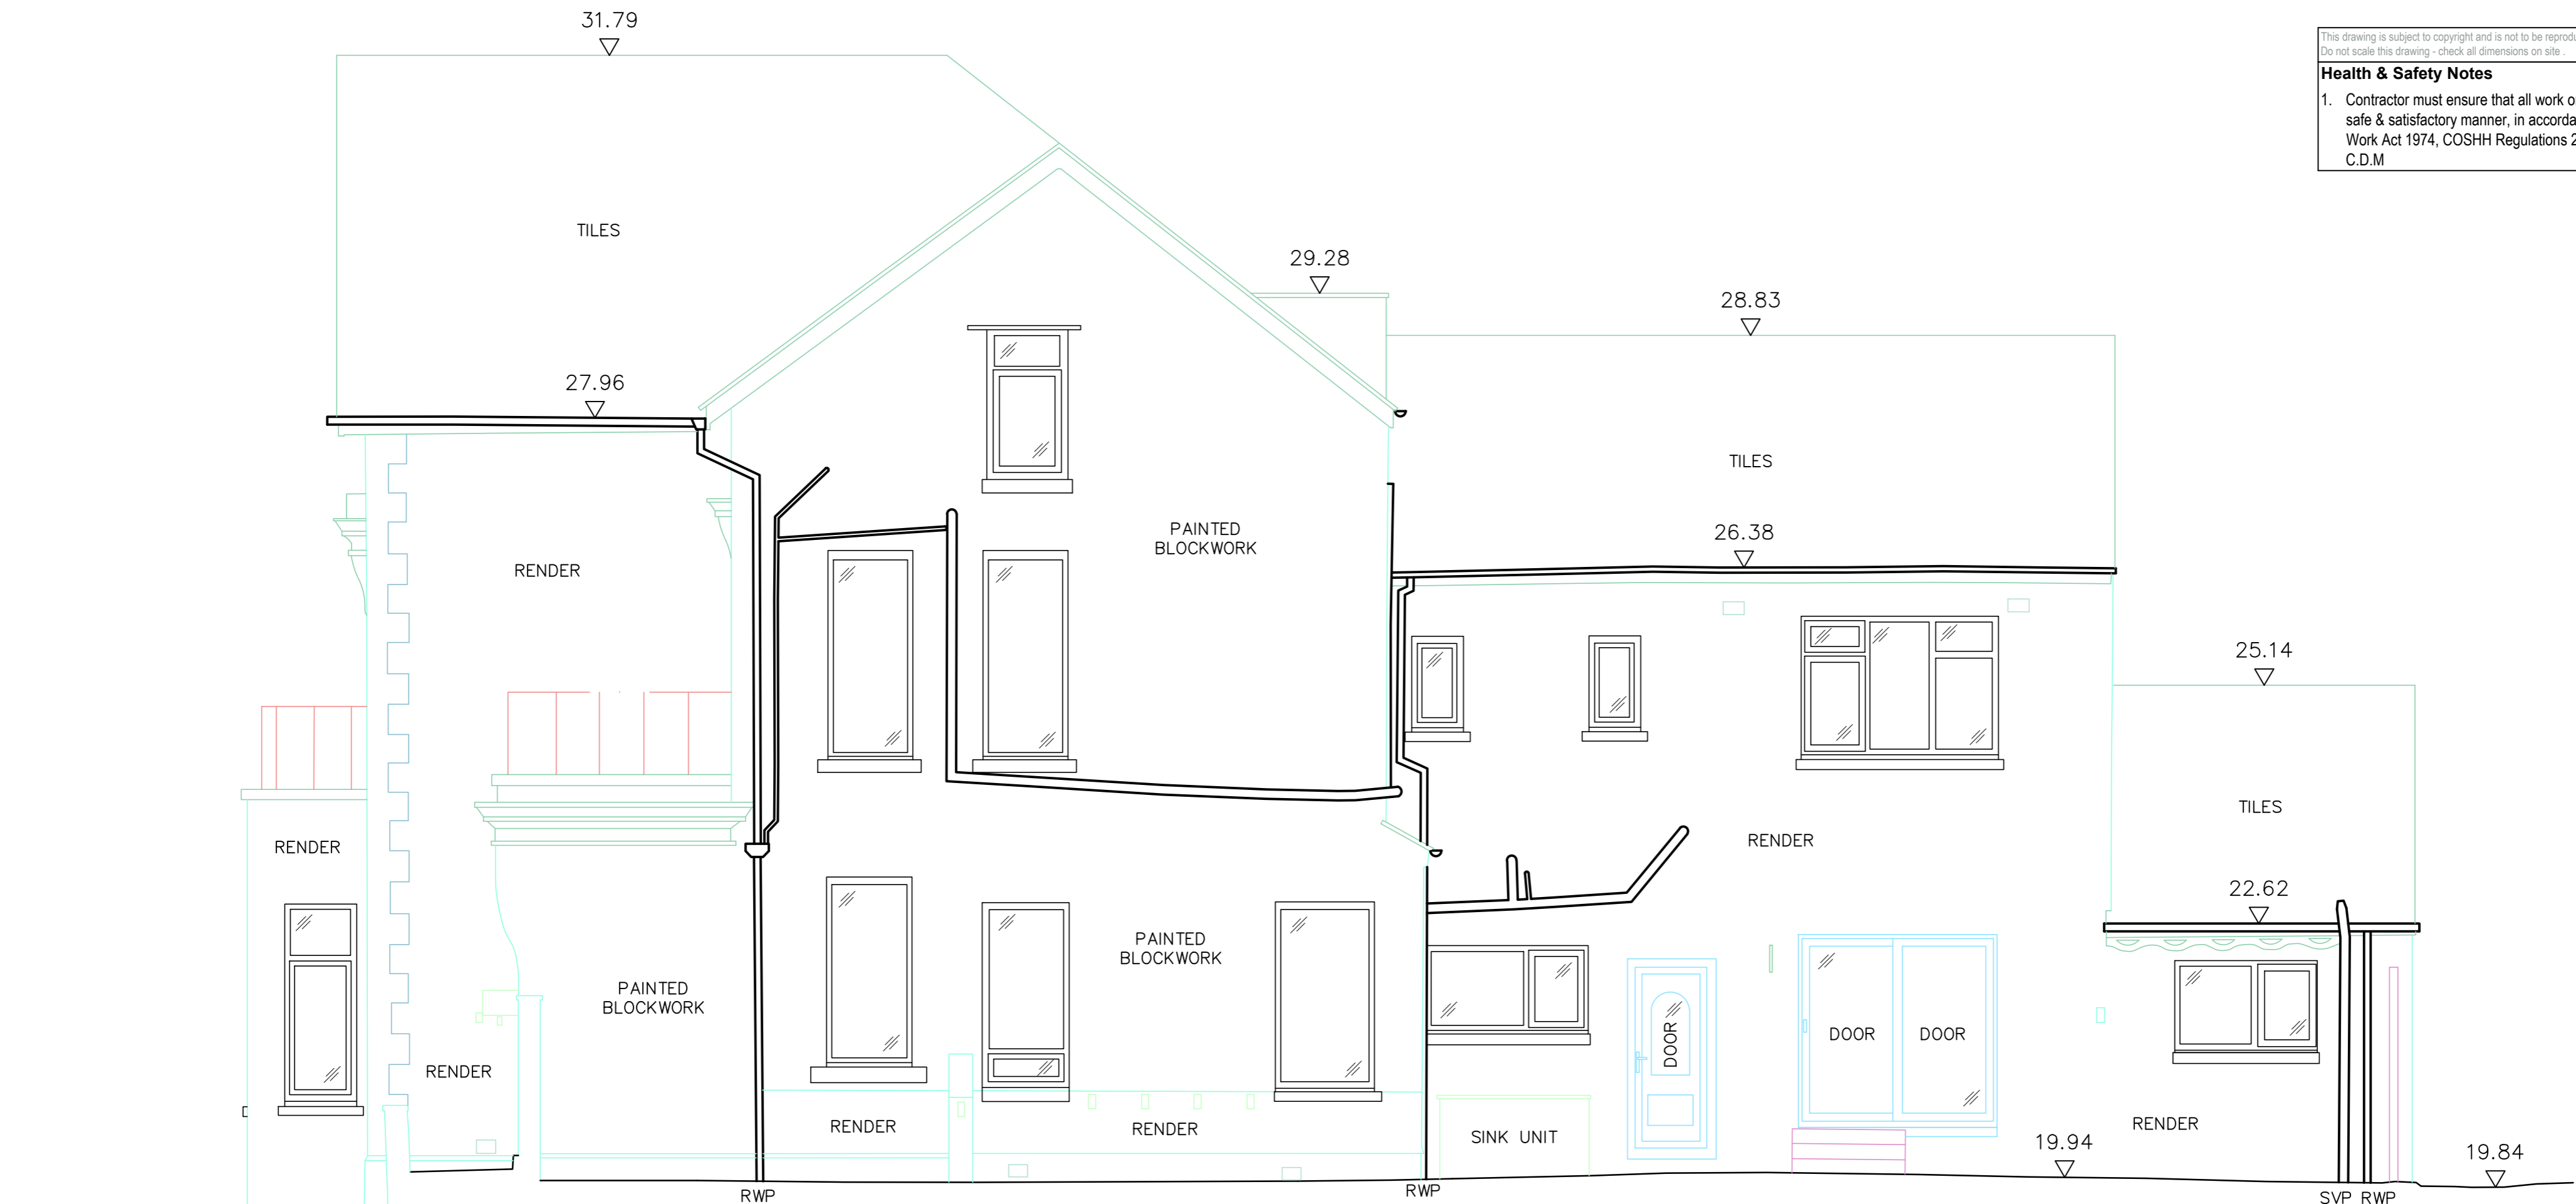 31.79
This drawing is subject to copyright and is not to be
Do not scale this drawing - check all dimensions on site .
Health & Safety Notes
1. Contractor must ensure that all work
safe & satisfactory manner, in
Work Act 1974, COSHH Regulations
C.D.M
TILES
29.28
28.83
27.96
TILES
PAINTED
BLOCKWORK
26.38
RENDER
25.14
TILES
RENDER
RENDER
22.62
PAINTED
BLOCKWORK
PAINTED
BLOCKWORK
DOOR
DOOR
DOOR
RENDER
RENDER
RENDER
SINK UNIT
RENDER
19.94
19.84
RWP
RWP
SVP RWP